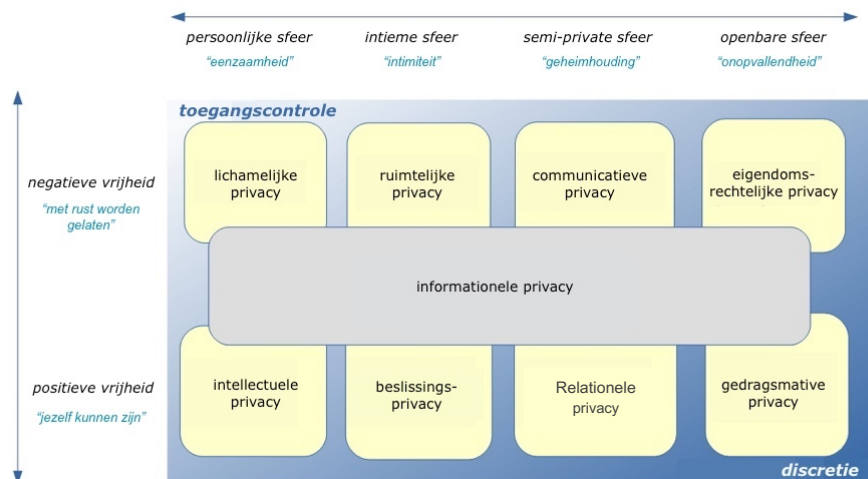 persoonlijke sfeer intieme sfeer semi-private sfeer openbare sfeer
“eenzaamheid” “intimiteit” “geheimhouding” “onopvallendheid”
toegangscontrole
negatieve vrijheid
“met rust worden
gelaten”
lichamelijke
privacy
ruimtelijke
privacy
communicatieve
privacy
eigendoms-
rechtelijke privacy
informationele privacy
positieve vrijheid
“jezelf kunnen zijn”
intellectuele
privacy
beslissings-
privacy
Relationele
privacy
gedragsmative
privacy
discretie